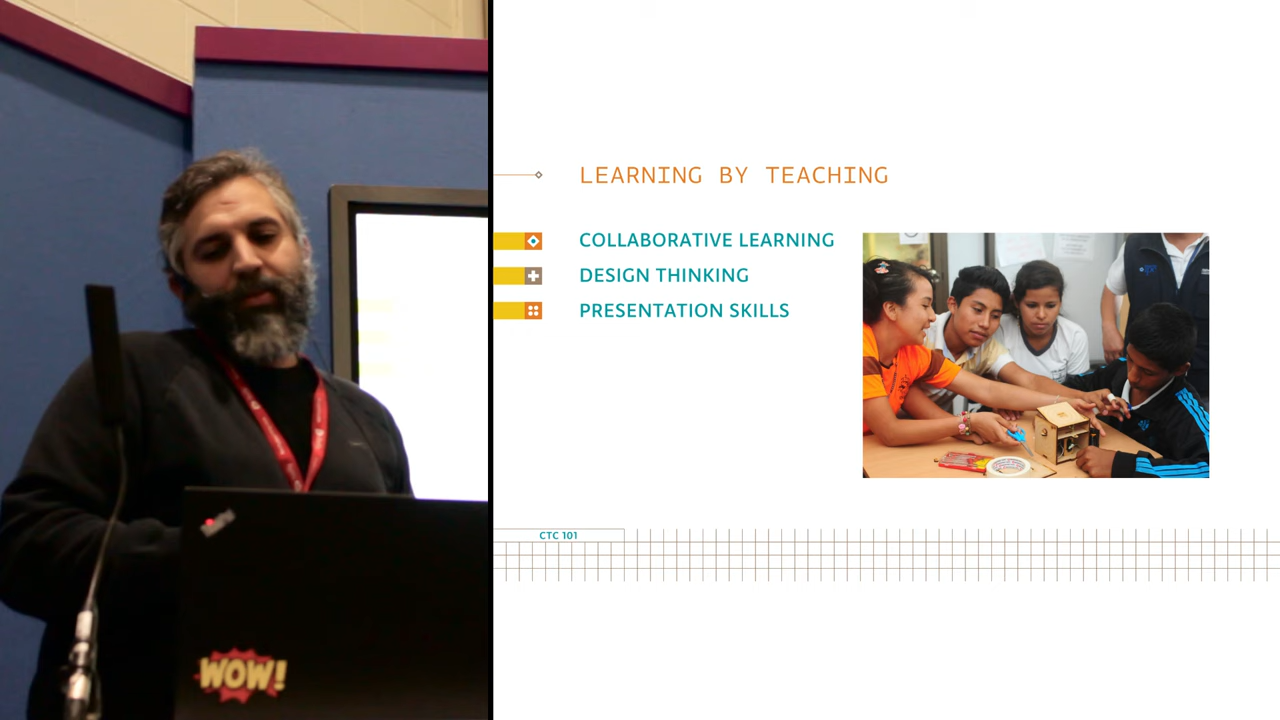 LEARNING BY TEACHING
COLLABORATIVE LEARNING
DESIGN THINKING
PRESENTATION SKILLS
CTC 101
WOW!